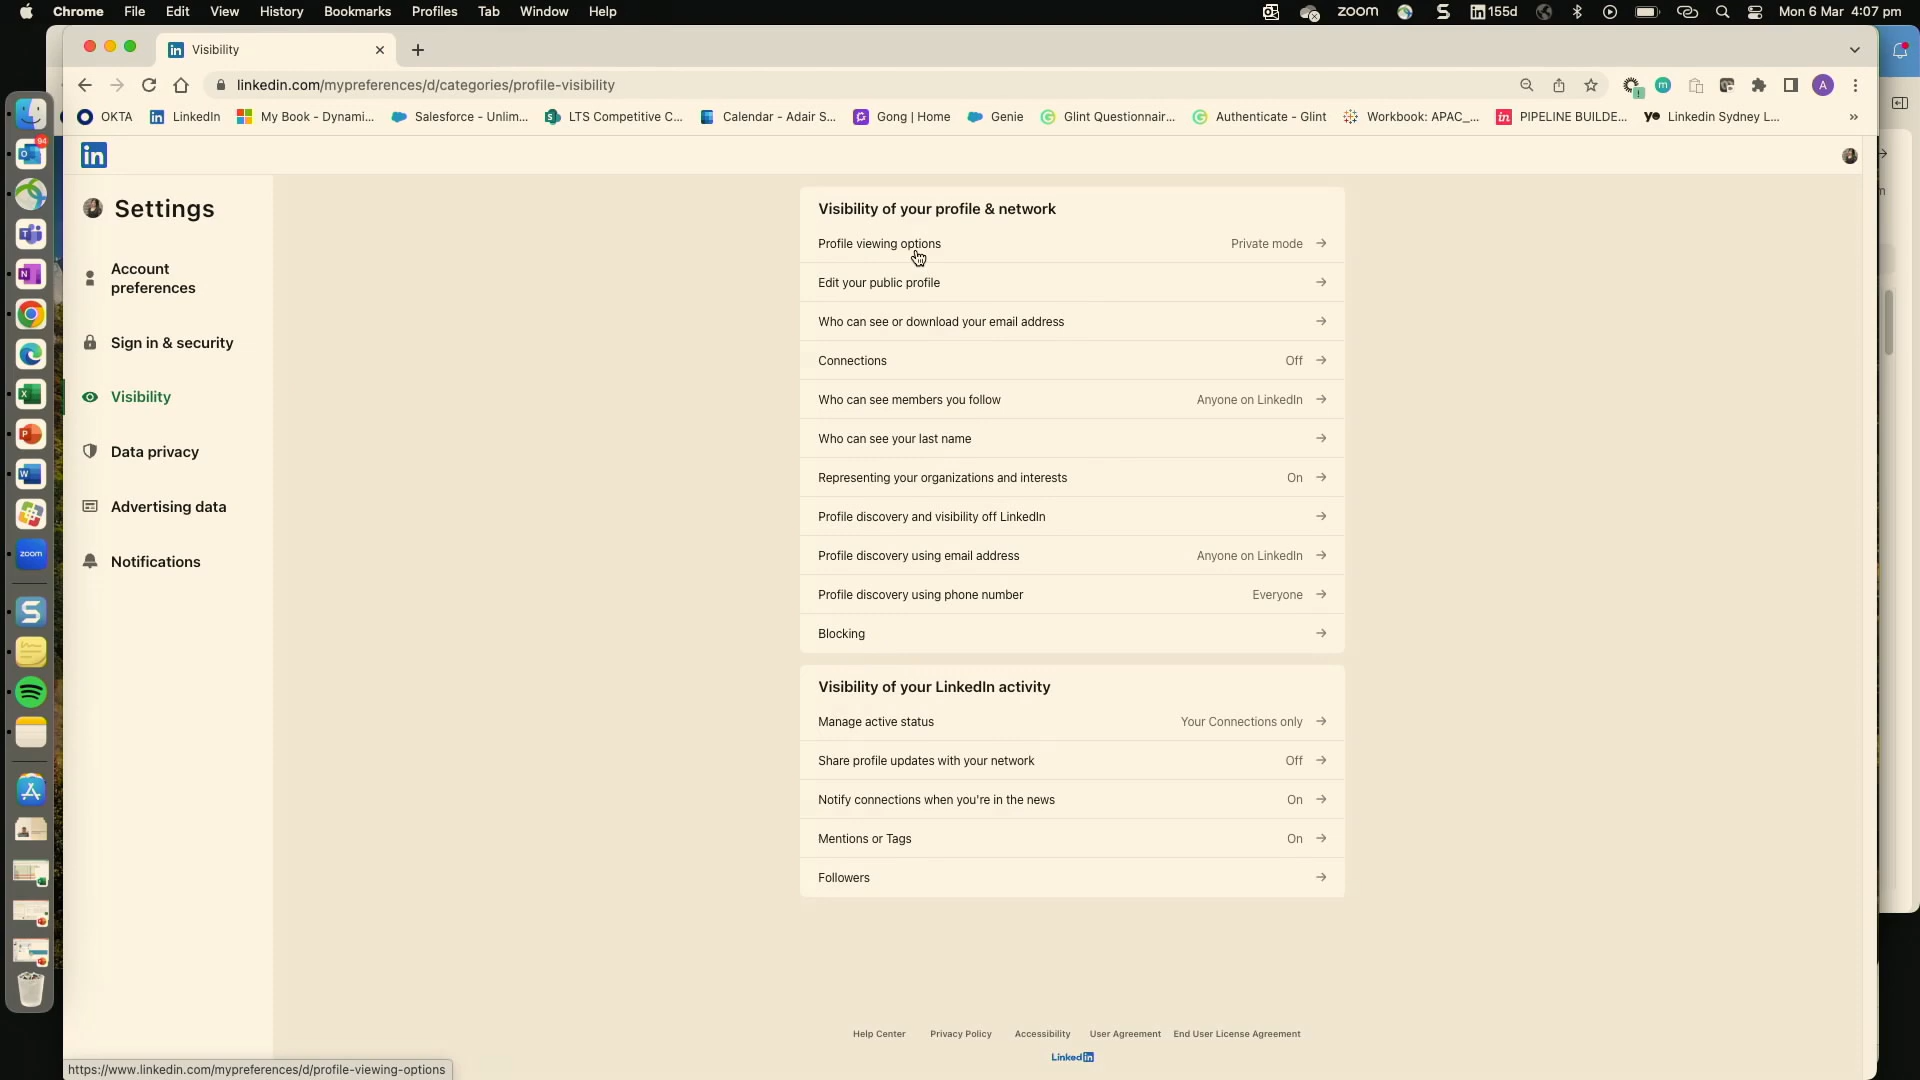 Chrome File Edit View History Bookmarks Profiles Tab Window Help
zoom 155d Mon 6 Mar 4:07 pm
Visibility
linkedin.com/mypreferences/d/categories/profile-visibility
A
OKTA LinkedIn My Book - Dynami... Salesforce - Unlim... LTS Competitive C... Calendar - Adair S... Gong | Home Genie Glint Questionnair... Authenticate - Glint Workbook: APAC_... PIPELINE BUILDE... Linkedin Sydney L...
in
94
Settings
Account
preferences
Sign in & security
Visibility
Data privacy
Advertising data
Notifications
zoom
Visibility of your profile & network
Profile viewing options Private mode
Edit your public profile
Who can see or download your email address
Connections Off
Who can see members you follow Anyone on LinkedIn
Who can see your last name
Representing your organizations and interests On
Profile discovery and visibility off LinkedIn
Profile discovery using email address Anyone on LinkedIn
Profile discovery using phone number Everyone
Blocking
Visibility of your LinkedIn activity
Manage active status Your Connections only
Share profile updates with your network Off
Notify connections when you're in the news On
Mentions or Tags On
Followers
Help Center Privacy Policy Accessibility User Agreement End User License Agreement
LinkedIn
https://www.linkedin.com/mypreferences/d/profile-viewing-options